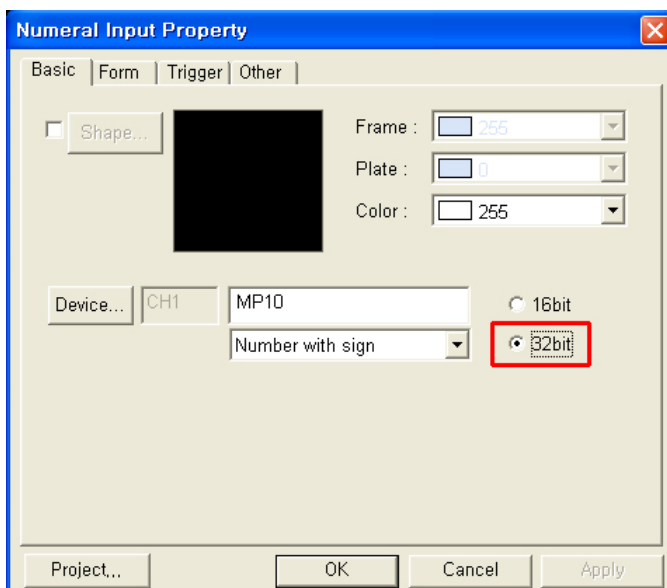 Numeral Input Property
Basic Form Trigger Other
Shape...
Frame : 255
Plate : 0
Color : 255
Device... CH1 MP10 16bit
Number with sign 32bit
Project,,, OK Cancel Apply